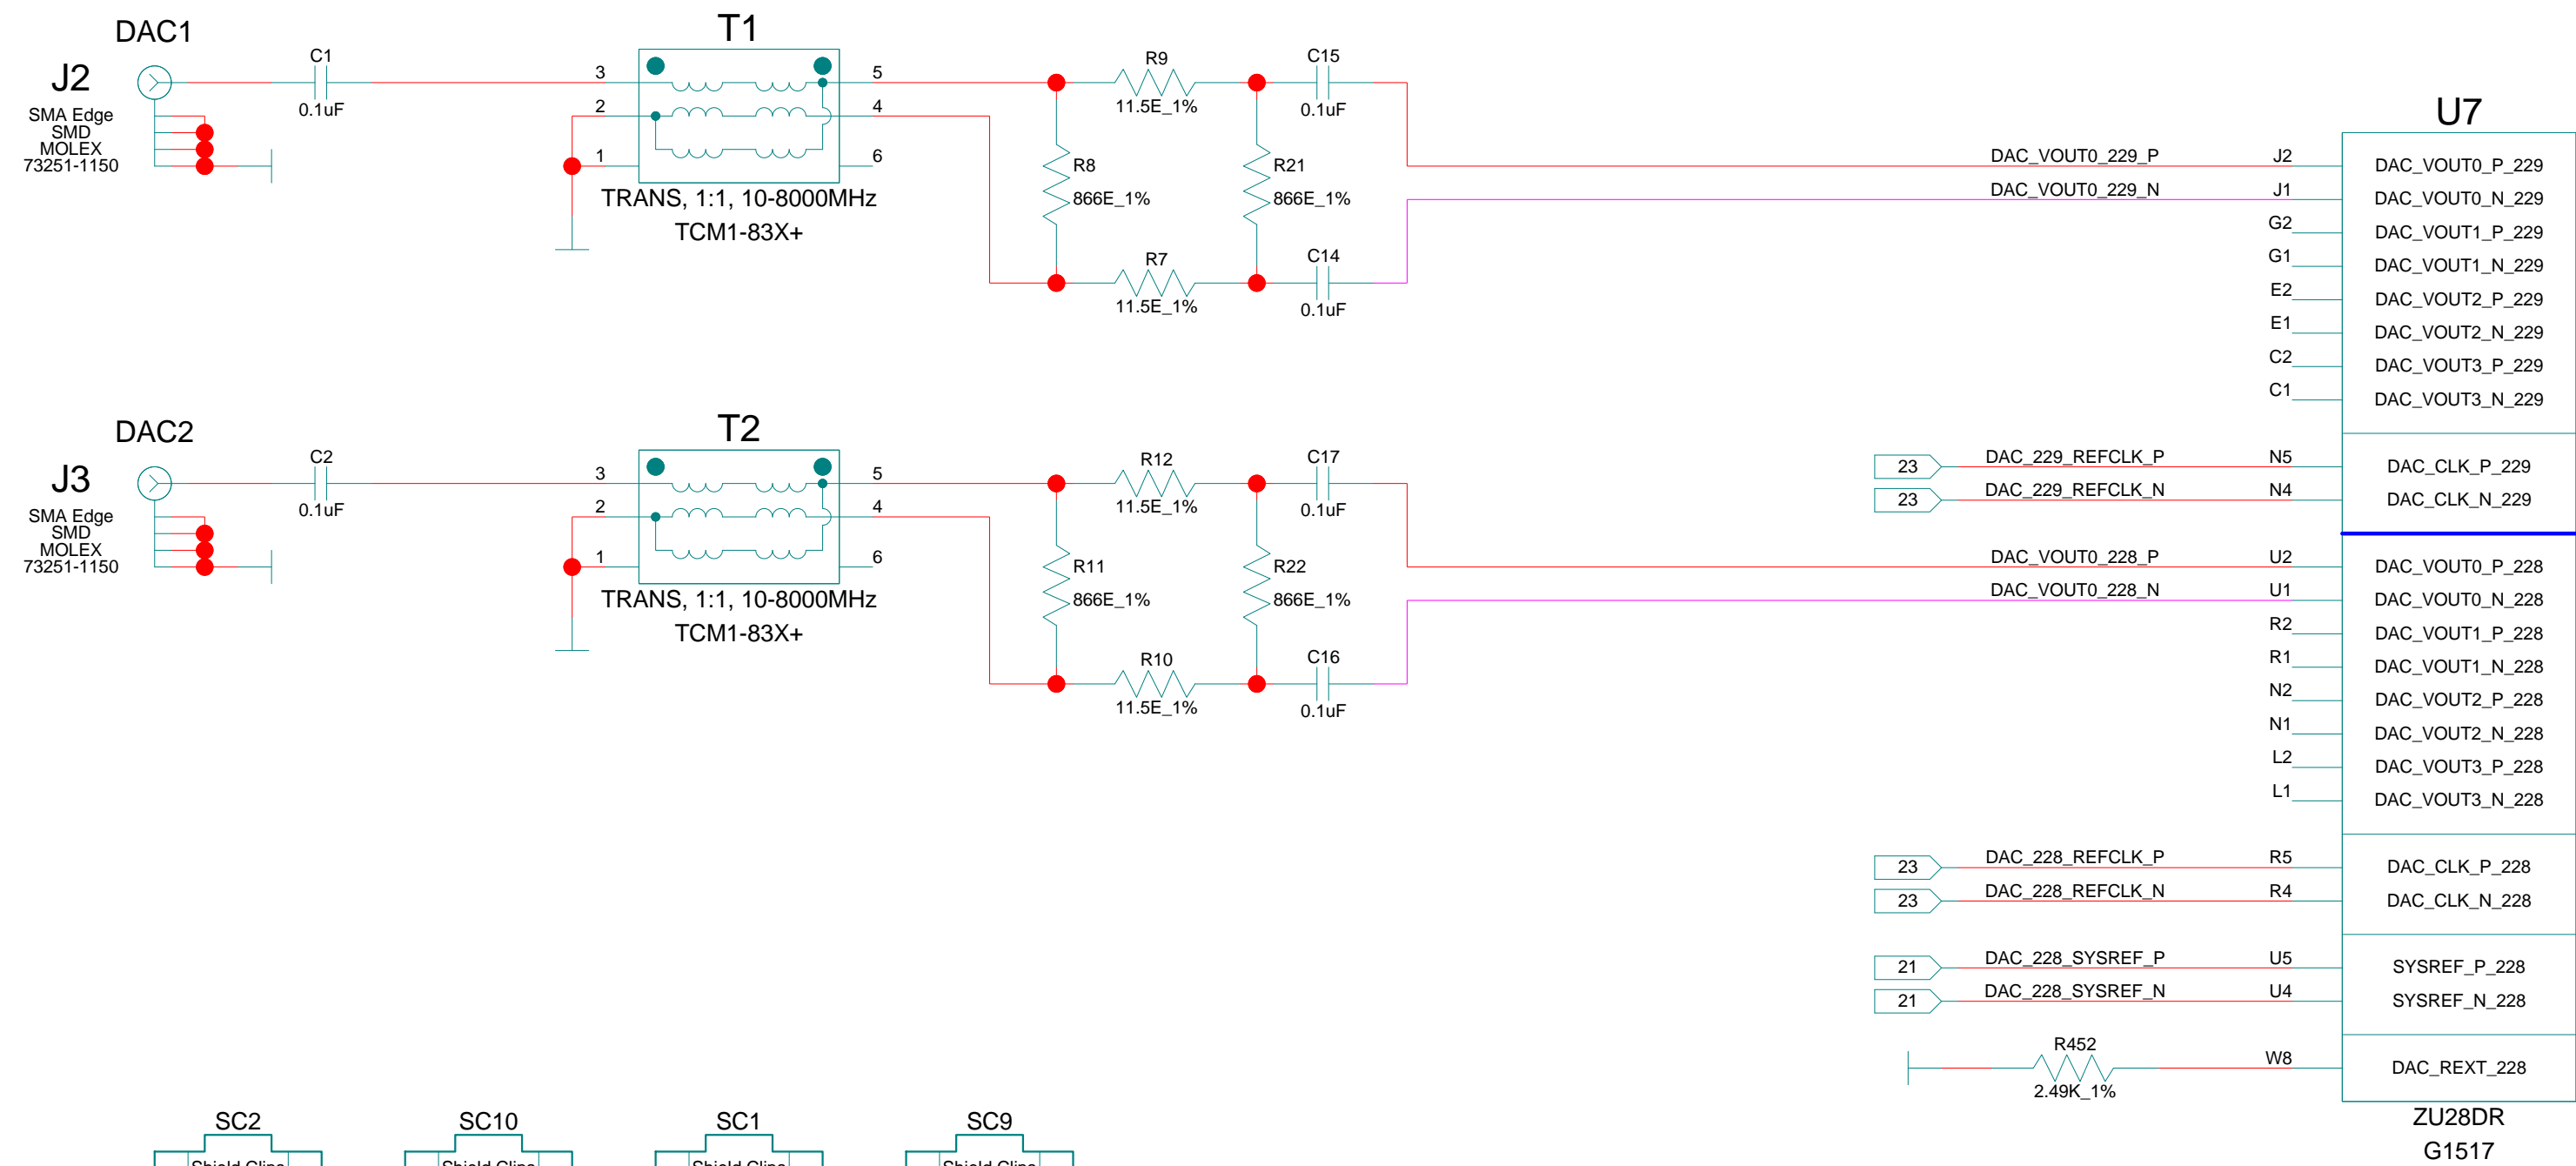 DAC1
J2
SMA Edge
SMD
MOLEX
73251-1150
C1
0.1uF
T1
3
2
1
5
4
6
TRANS, 1:1, 10-8000MHz
TCM1-83X+
R9
11.5E_1%
R8
866E_1%
R21
866E_1%
R7
11.5E_1%
C15
0.1uF
C14
0.1uF
DAC2
J3
SMA Edge
SMD
MOLEX
73251-1150
C2
0.1uF
T2
3
2
1
5
4
6
TRANS, 1:1, 10-8000MHz
TCM1-83X+
R12
11.5E_1%
R11
866E_1%
R22
866E_1%
R10
11.5E_1%
C17
0.1uF
C16
0.1uF
U7
DAC_VOUT0_229_P J2 DAC_VOUT0_P_229
DAC_VOUT0_229_N J1 DAC_VOUT0_N_229
G2 DAC_VOUT1_P_229
G1 DAC_VOUT1_N_229
E2 DAC_VOUT2_P_229
E1 DAC_VOUT2_N_229
C2 DAC_VOUT3_P_229
C1 DAC_VOUT3_N_229
23 DAC_229_REFCLK_P N5 DAC_CLK_P_229
23 DAC_229_REFCLK_N N4 DAC_CLK_N_229
DAC_VOUT0_228_P U2 DAC_VOUT0_P_228
DAC_VOUT0_228_N U1 DAC_VOUT0_N_228
R2 DAC_VOUT1_P_228
R1 DAC_VOUT1_N_228
N2 DAC_VOUT2_P_228
N1 DAC_VOUT2_N_228
L2 DAC_VOUT3_P_228
L1 DAC_VOUT3_N_228
23 DAC_228_REFCLK_P R5 DAC_CLK_P_228
23 DAC_228_REFCLK_N R4 DAC_CLK_N_228
21 DAC_228_SYSREF_P U5 SYSREF_P_228
21 DAC_228_SYSREF_N U4 SYSREF_N_228
R452
2.49K_1%
W8 DAC_REXT_228
ZU28DR
G1517
SC2
Shield Clips
SC10
Shield Clips
SC1
Shield Clips
SC9
Shield Clips